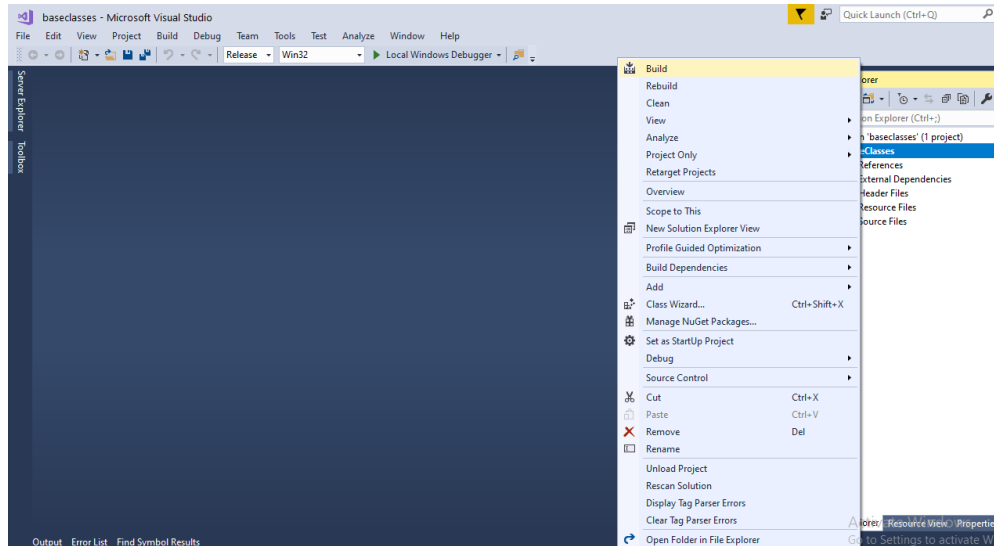 baseclasses - Microsoft Visual Studio
Quick Launch (Ctrl+Q)
File Edit View Project Build Debug Team Tools Test Analyze Window Help
Release Win32 Local Windows Debugger
Server Explorer
Toolbox
Build
Rebuild
Clean
View
Analyze
Project Only
Retarget Projects
Overview
Scope to This
New Solution Explorer View
Profile Guided Optimization
Build Dependencies
Add
Class Wizard... Ctrl+Shift+X
Manage NuGet Packages...
Set as StartUp Project
Debug
Source Control
Cut Ctrl+X
Paste Ctrl+V
Remove Del
Rename
Unload Project
Rescan Solution
Display Tag Parser Errors
Clear Tag Parser Errors
Open Folder in File Explorer
orer
on Explorer (Ctrl+;)
n 'baseclasses' (1 project)
eClasses
References
External Dependencies
Header Files
Resource Files
Source Files
orer Resource View Propertie
Activate Windows
Go to Settings to activate W
Output Error List Find Symbol Results